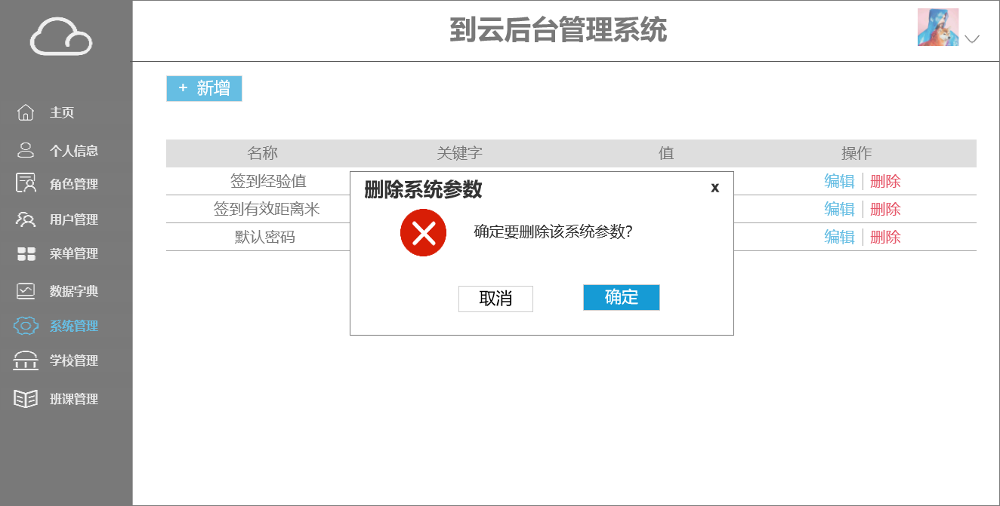 到云后台管理系统
主页
个人信息
角色管理
用户管理
菜单管理
数据字典
系统管理
学校管理
班课管理
+ 新增
名称 关键字 值 操作
签到经验值 编辑 删除
签到有效距离米 编辑 删除
默认密码 编辑 删除
删除系统参数 x
确定要删除该系统参数?
取消 确定